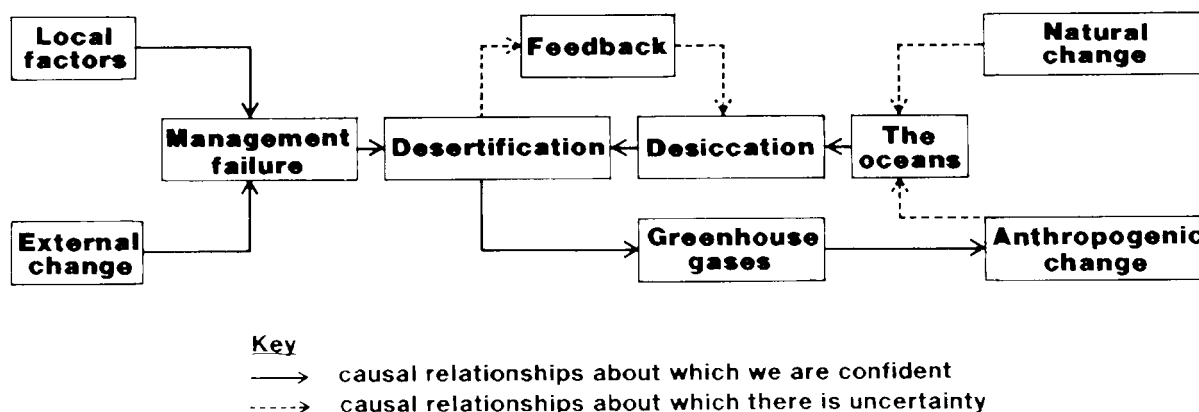 Local
factors
Feedback
Natural
change
Management
failure
Desertification
Desiccation
The
oceans
External
change
Greenhouse
gases
Anthropogenic
change
Key
causal relationships about which we are confident
causal relationships about which there is uncertainty